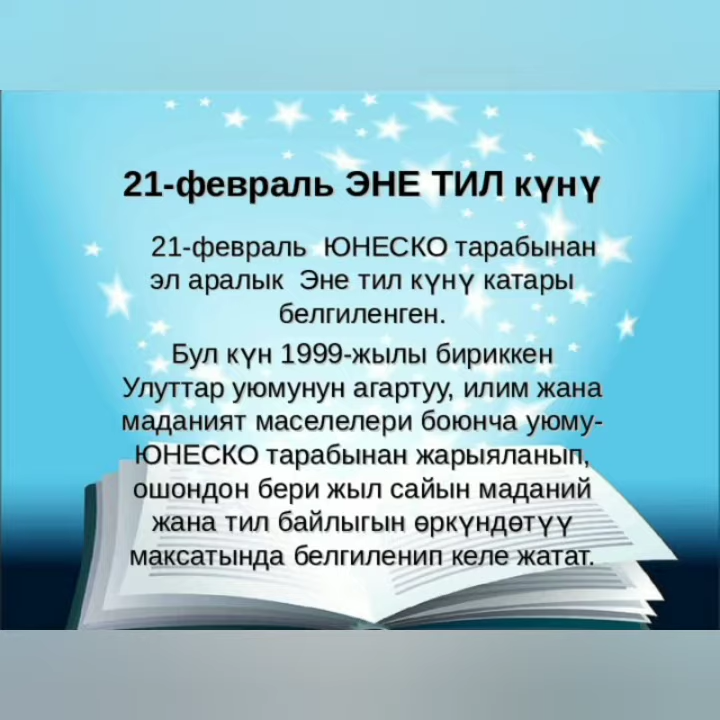 21-февраль ЭНЕ ТИЛ күнү
21-февраль ЮНЕСКО тарабынан
эл аралык Эне тил күнү катары
белгиленген.
Бул күн 1999-жылы бириккен
Улуттар уюмунун агартуу, илим жана
маданият маселелери боюнча уюму-
ЮНЕСКО тарабынан жарыяланып,
ошондон бери жыл сайын маданий
жана тил байлыгын өркүндөтүү
максатында белгиленип келе жатат.